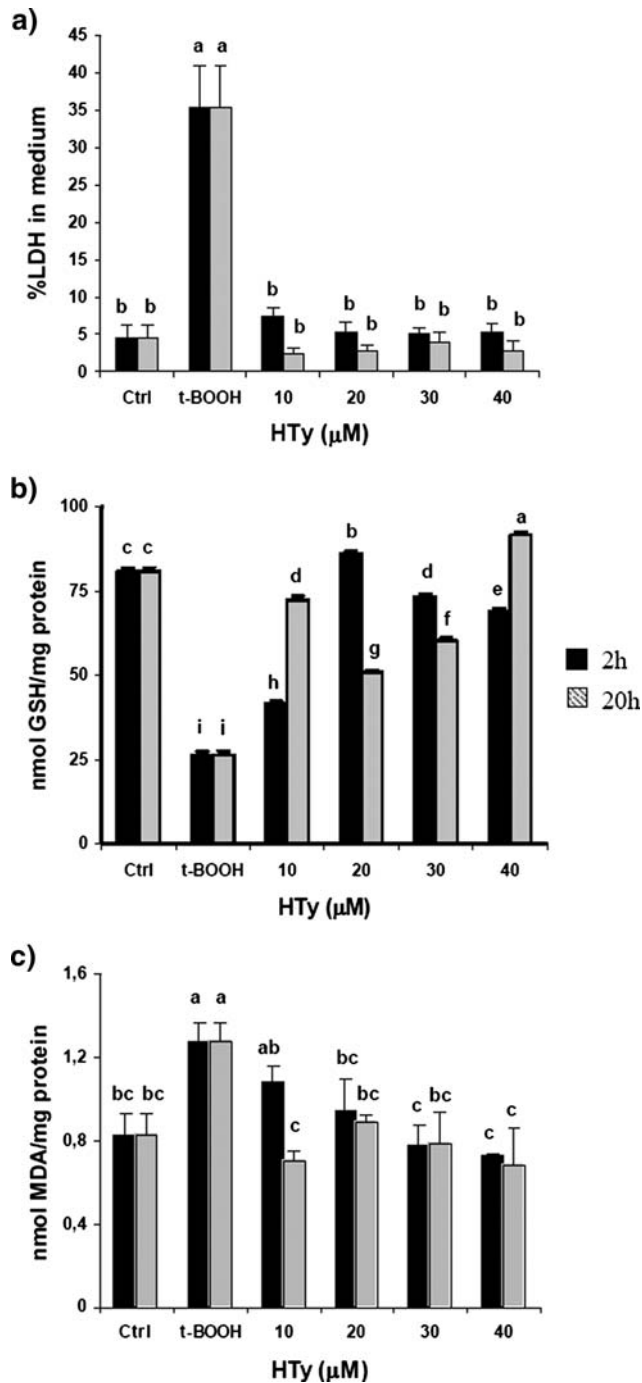 a)
45
40
35
30
25
20
15
10
5
0
%LDH in medium
a a
b b b b b b b b b b
Ctrl t-BOOH 10 20 30 40
HTy (μM)
b)
100
75
50
25
0
nmol GSH/mg protein
c c i i h d b g d f e a
Ctrl t-BOOH 10 20 30 40
HTy (μM)
2h
20h
c)
1,6
1,2
0,8
0,4
0
nmol MDA/mg protein
bc bc a a ab c bc bc c bc c c
Ctrl t-BOOH 10 20 30 40
HTy (μM)